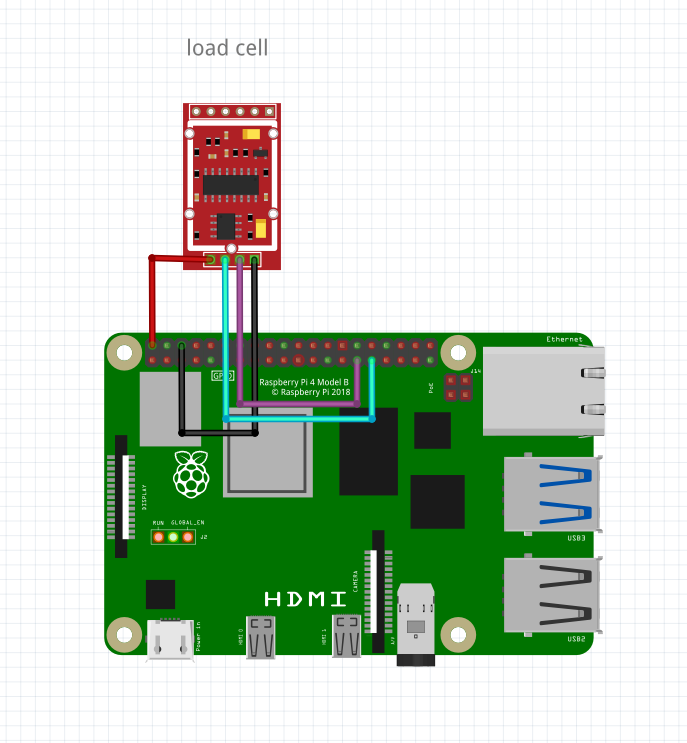 load cell
Ethernet
J14
PoE
GPIO
Raspberry Pi 4 Model B
© Raspberry Pi 2018
DISPLAY
RUN
GLOBAL_EN
J2
USB3
CAMERA
HDMI
Power in
HDMI 0
HDMI 1
A/V
USB2